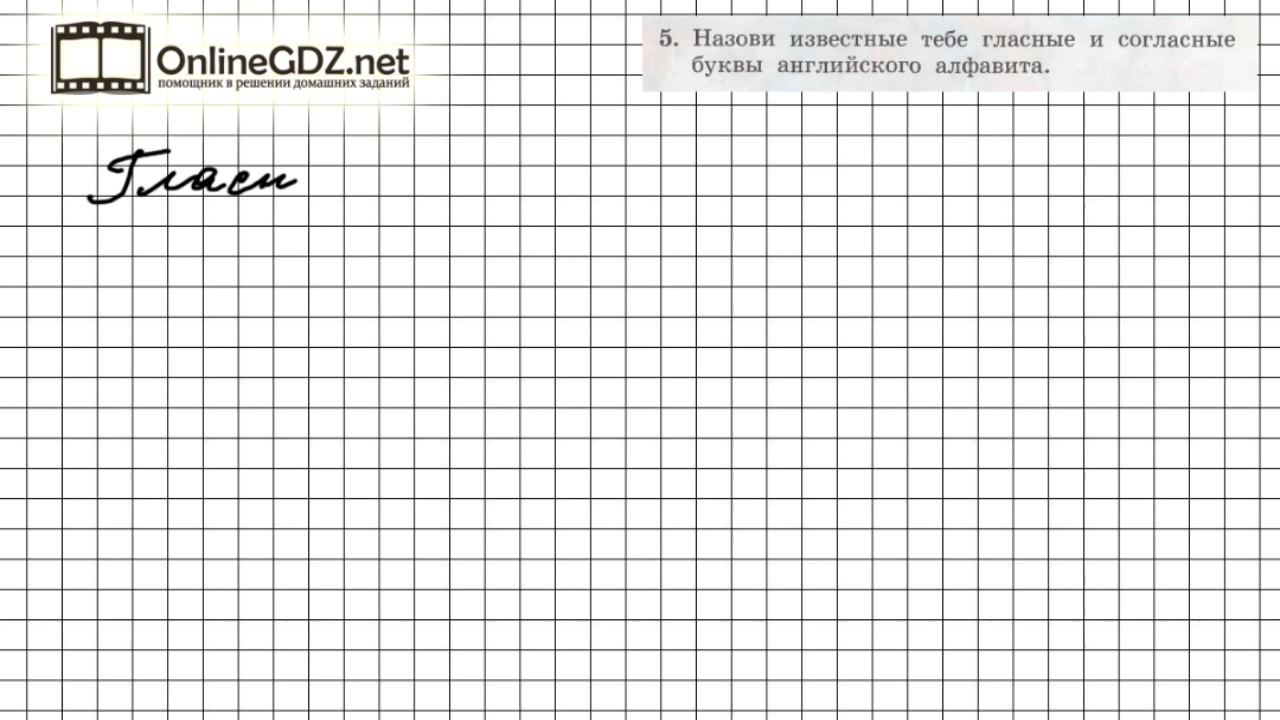 OnlineGDZ.net
помощник в решении домашних заданий
5. Назови известные тебе гласные и согласные
буквы английского алфавита.
Гласн